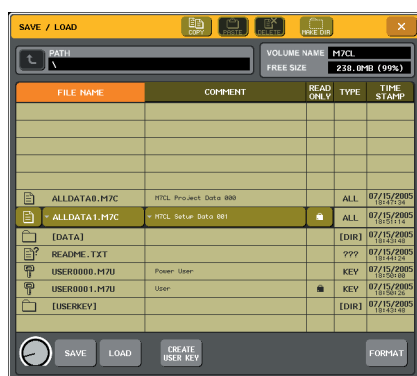 SAVE / LOAD
COPY PASTE DELETE MAKE DIR ×
PATH
\
VOLUME NAME M7CL
FREE SIZE 238.0MB (99%)
FILE NAME COMMENT READ ONLY TYPE TIME STAMP
ALLDATA0.M7C M7CL Project Data 000 ALL 07/15/2005 18:47:34
ALLDATA1.M7C M7CL Setup Data 001 ALL 07/15/2005 18:51:14
[DATA] [DIR] 07/15/2005 18:43:48
README.TXT ??? 07/15/2005 18:44:24
USER0000.M7U Power User KEY 07/15/2005 18:50:00
USER0001.M7U User KEY 07/15/2005 18:50:26
[USERKEY] [DIR] 07/15/2005 18:43:48
SAVE LOAD CREATE USER KEY FORMAT